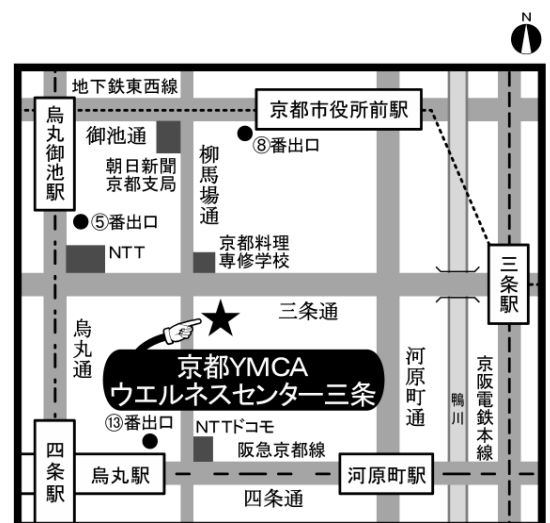 N
地下鉄東西線
烏丸御池駅
御池通
朝日新聞
京都支局
柳馬場通
京都市役所前駅
⑧番出口
⑤番出口
NTT
京都料理
専修学校
三条駅
三条通
烏丸通
京都YMCA
ウエルネスセンター三条
河原町通
鴨川
京阪電鉄本線
⑬番出口
NTTドコモ
阪急京都線
四条駅
烏丸駅
河原町駅
四条通